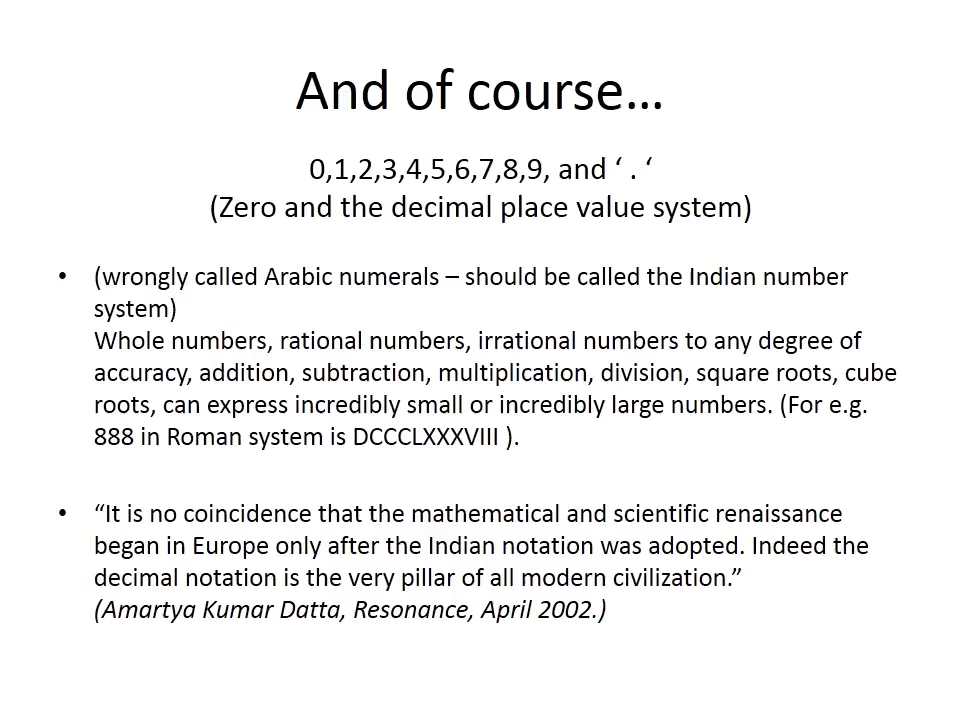 And of course…
0,1,2,3,4,5,6,7,8,9, and ‘ . ‘
(Zero and the decimal place value system)
• (wrongly called Arabic numerals – should be called the Indian number
system)
Whole numbers, rational numbers, irrational numbers to any degree of
accuracy, addition, subtraction, multiplication, division, square roots, cube
roots, can express incredibly small or incredibly large numbers. (For e.g.
888 in Roman system is DCCCLXXXVIII ).
• “It is no coincidence that the mathematical and scientific renaissance
began in Europe only after the Indian notation was adopted. Indeed the
decimal notation is the very pillar of all modern civilization.”
(Amartya Kumar Datta, Resonance, April 2002.)